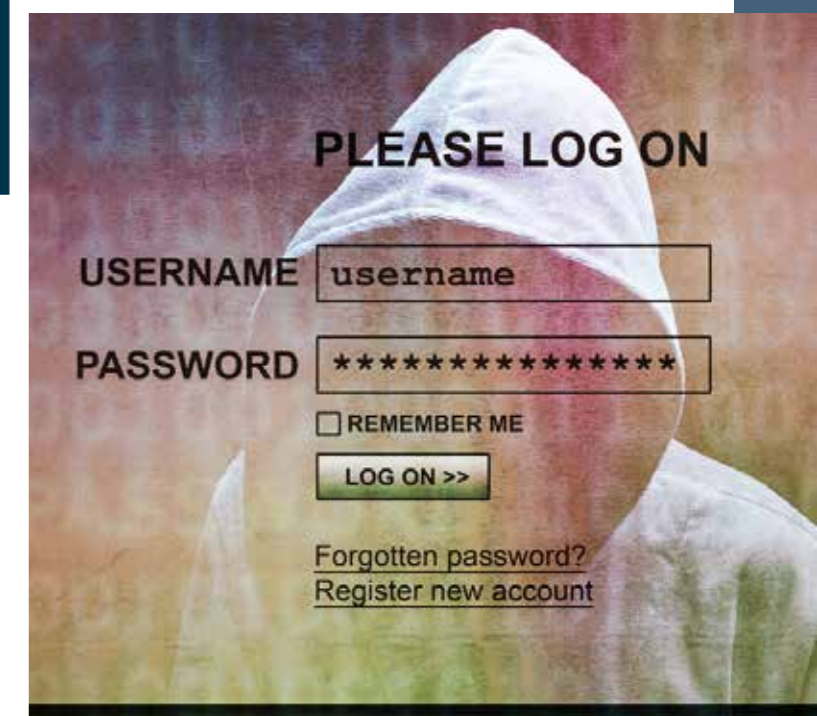 PLEASE LOG ON
USERNAME username
PASSWORD ***************
REMEMBER ME
LOG ON >>
Forgotten password?
Register new account